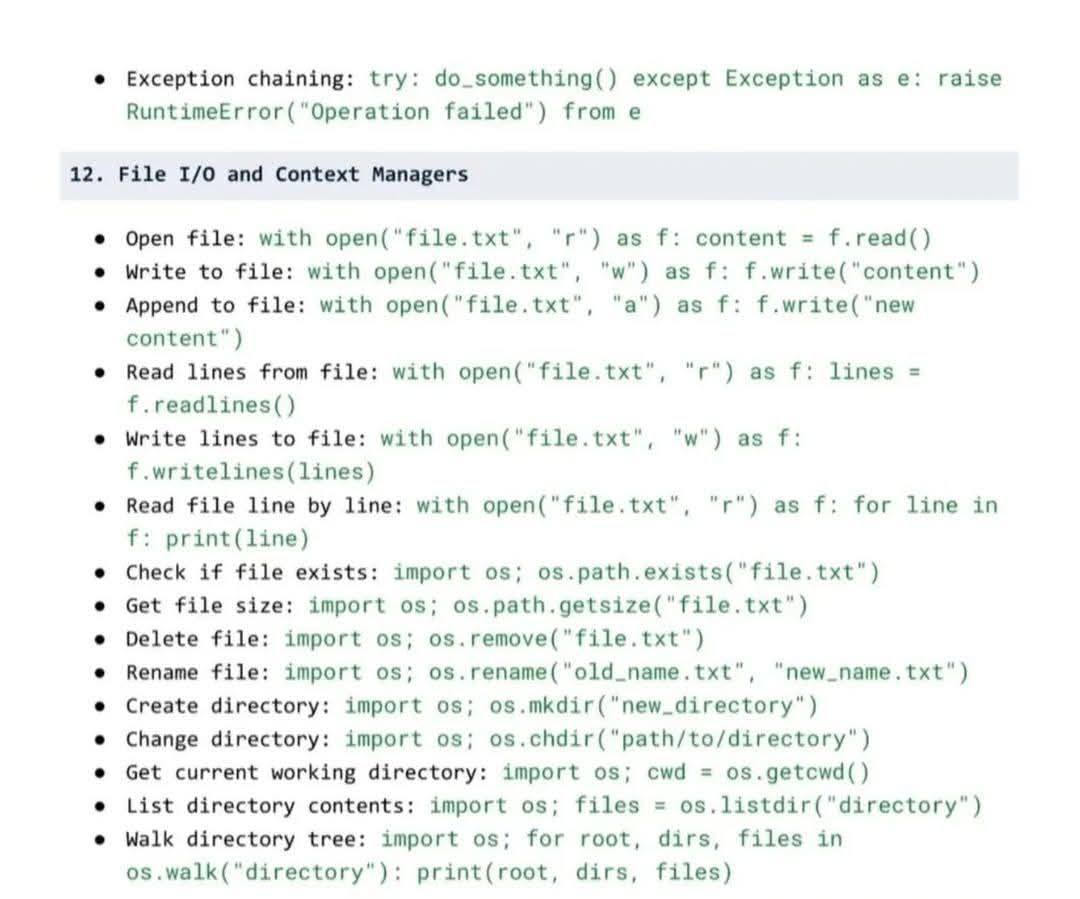 ● Exception chaining: try: do_something() except Exception as e: raise
RuntimeError("Operation failed") from e
12. File I/O and Context Managers
● Open file: with open("file.txt", "r") as f: content = f.read()
● Write to file: with open("file.txt", "w") as f: f.write("content")
● Append to file: with open("file.txt", "a") as f: f.write("new
content")
● Read lines from file: with open("file.txt", "r") as f: lines =
f.readlines()
● Write lines to file: with open("file.txt", "w") as f:
f.writelines(lines)
● Read file line by line: with open("file.txt", "r") as f: for line in
f: print(line)
● Check if file exists: import os; os.path.exists("file.txt")
● Get file size: import os; os.path.getsize("file.txt")
● Delete file: import os; os.remove("file.txt")
● Rename file: import os; os.rename("old_name.txt", "new_name.txt")
● Create directory: import os; os.mkdir("new_directory")
● Change directory: import os; os.chdir("path/to/directory")
● Get current working directory: import os; cwd = os.getcwd()
● List directory contents: import os; files = os.listdir("directory")
● Walk directory tree: import os; for root, dirs, files in
os.walk("directory"): print(root, dirs, files)